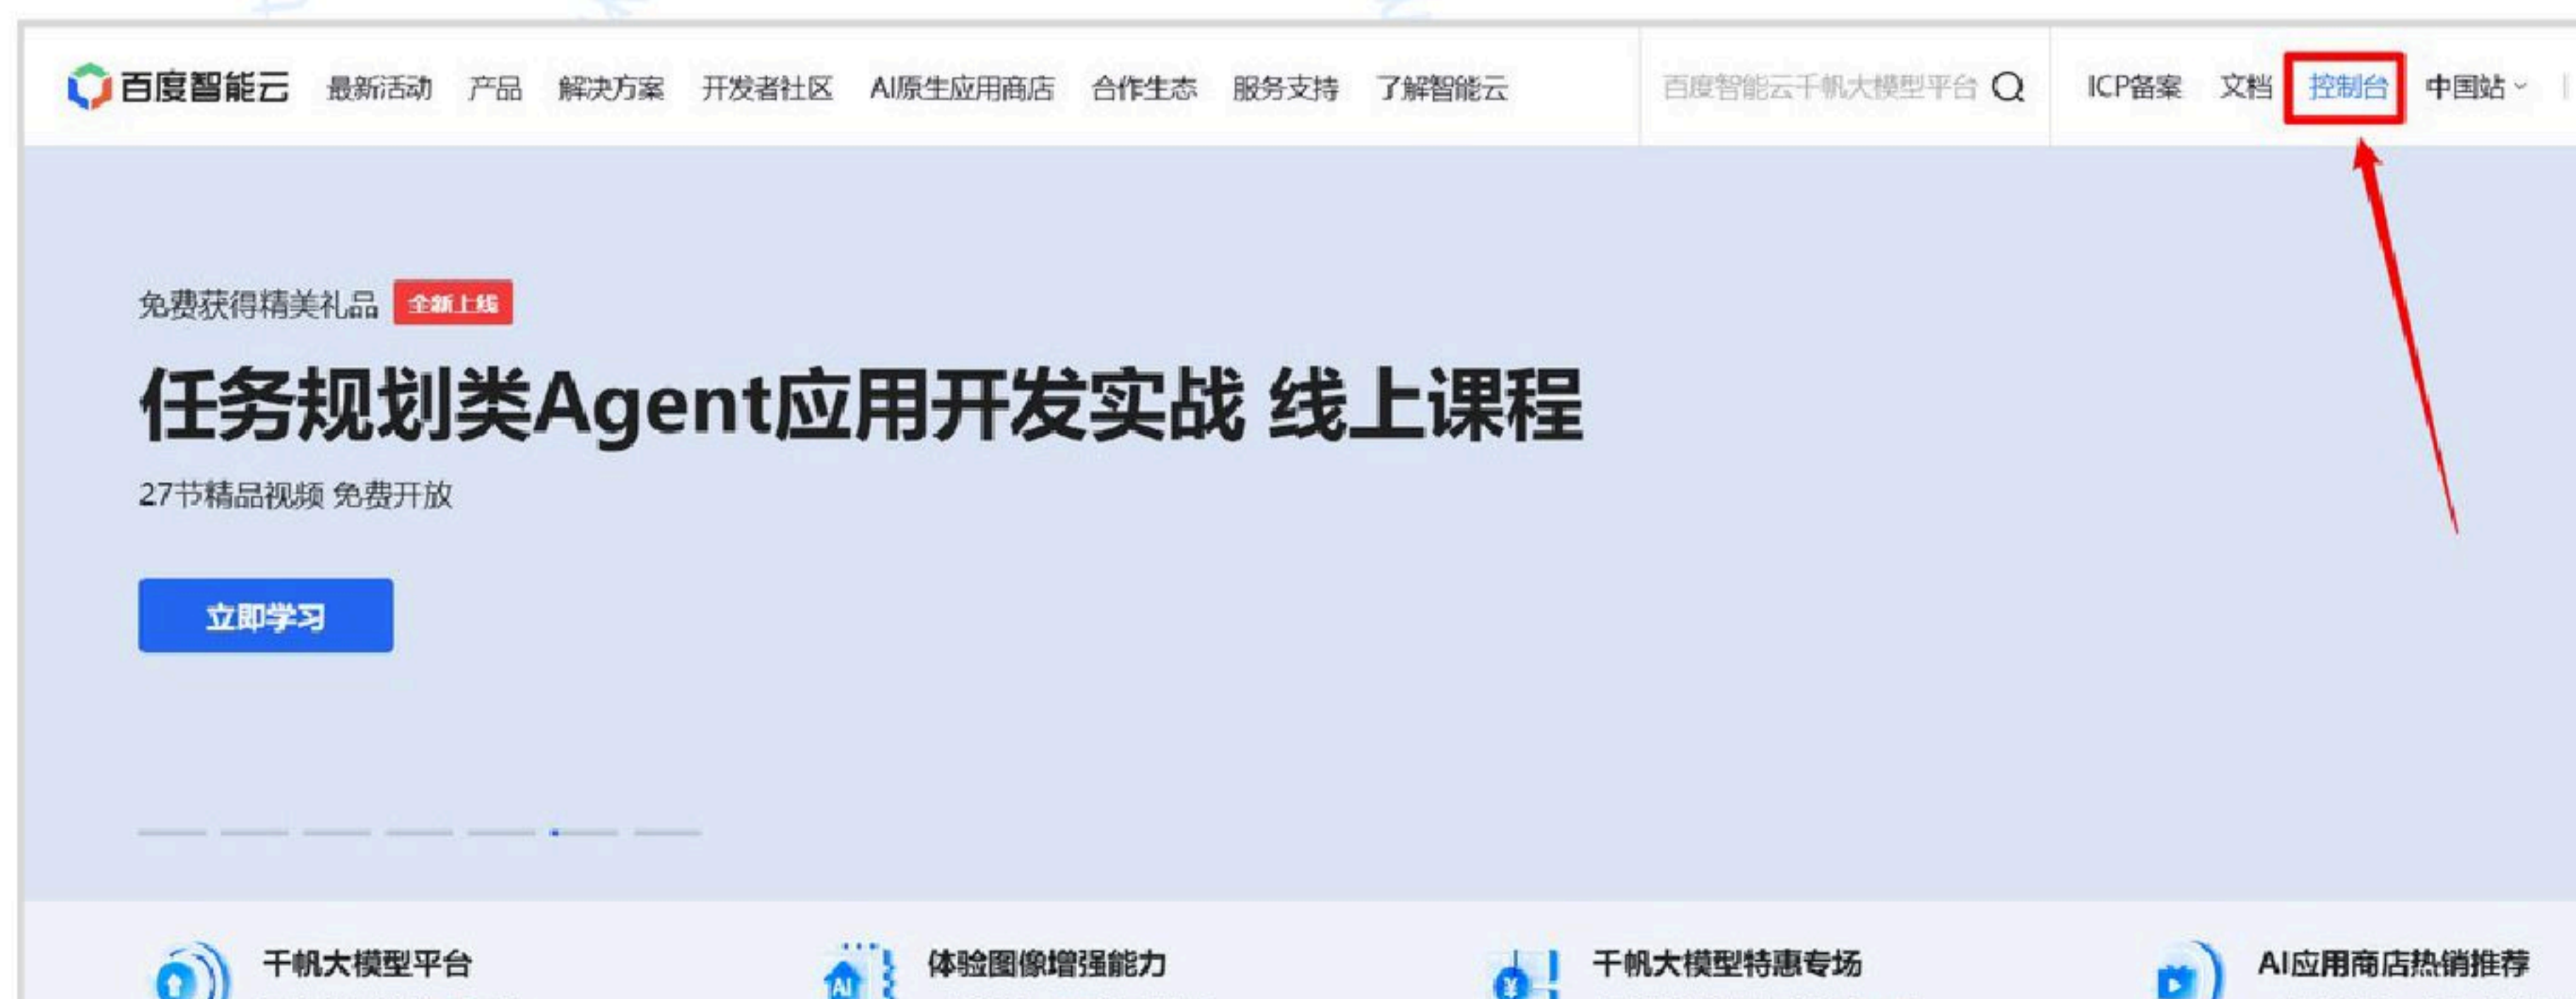 百度智能云 最新活动 产品 解决方案 开发者社区 AI原生应用商店 合作生态 服务支持 了解智能云 百度智能云千帆大模型平台 ICP备案 文档 控制台 中国站
免费获得精美礼品 全新上线
任务规划类Agent应用开发实战 线上课程
27节精品视频 免费开放
立即学习
千帆大模型平台 体验图像增强能力 千帆大模型特惠专场 AI应用商店热销推荐
AI ¥